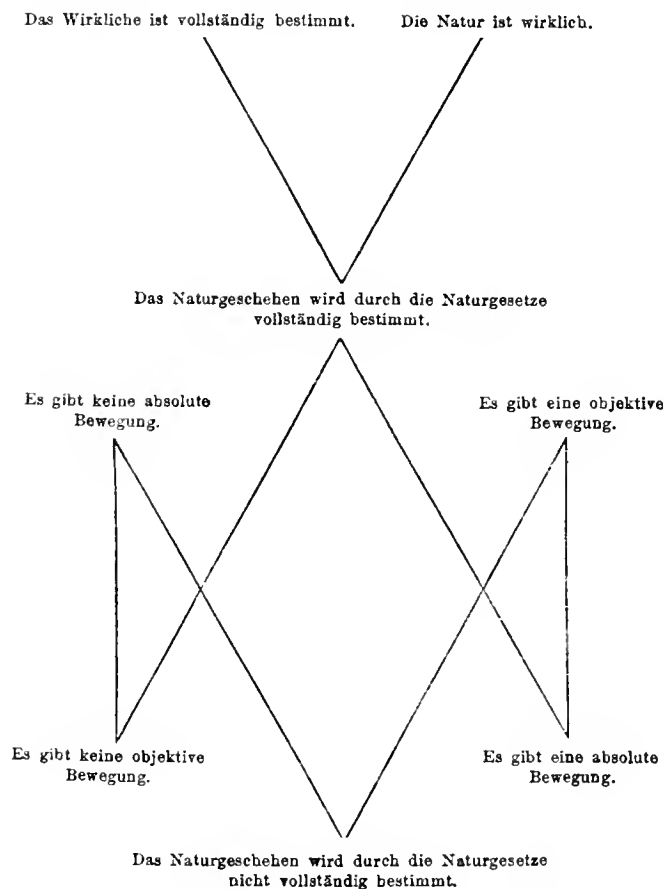 Das Wirkliche ist vollständig bestimmt.
Die Natur ist wirklich.
Das Naturgeschehen wird durch die Naturgesetze
vollständig bestimmt.
Es gibt keine absolute
Bewegung.
Es gibt eine objektive
Bewegung.
Es gibt keine objektive
Bewegung.
Es gibt eine absolute
Bewegung.
Das Naturgeschehen wird durch die Naturgesetze
nicht vollständig bestimmt.